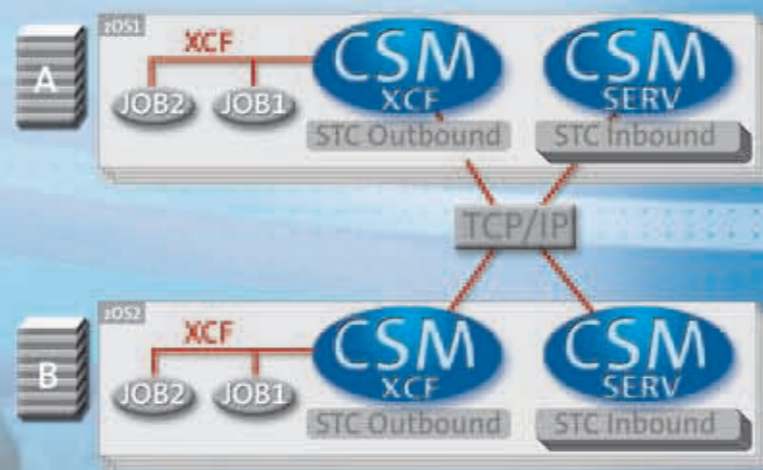 zOS1
XCF
A
JOB2 JOB1
CSM
XCF
STC Outbound
CSM
SERV
STC Inbound
TCP/IP
zOS2
XCF
B
JOB2 JOB1
CSM
XCF
STC Outbound
CSM
SERV
STC Inbound